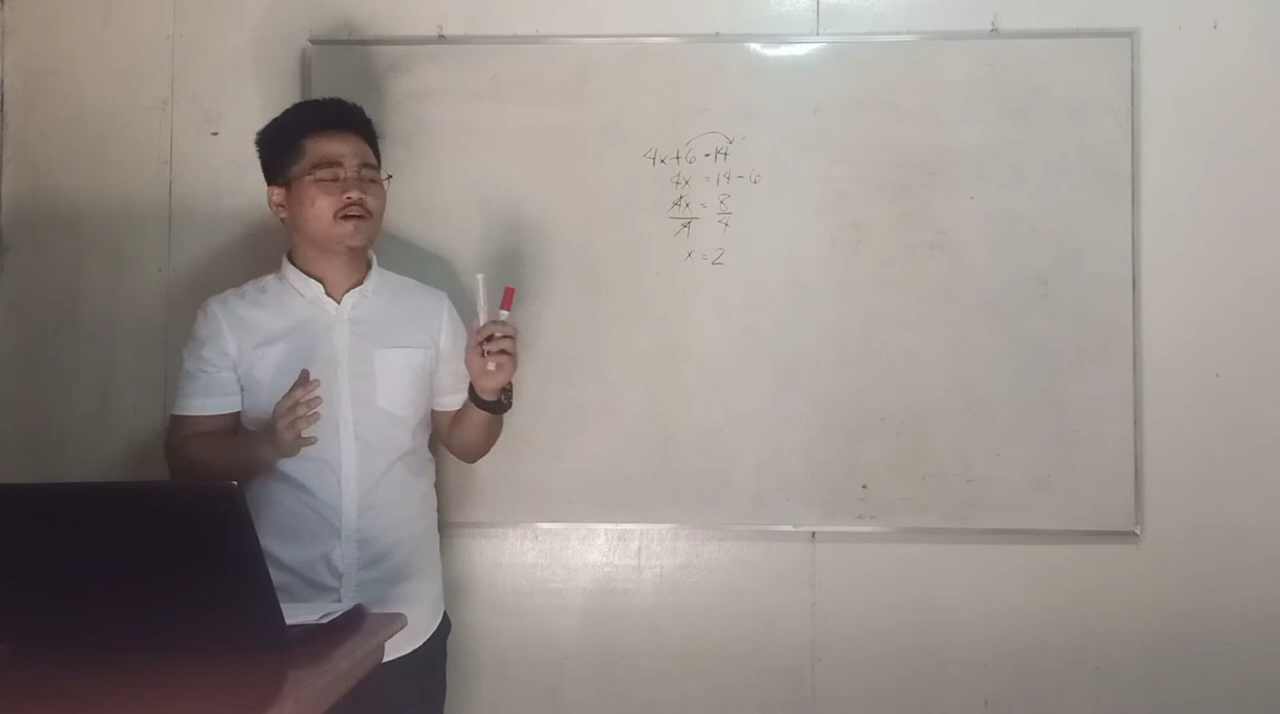 4x+6=14
4x = 14-6
4x/4 = 8/4
x = 2